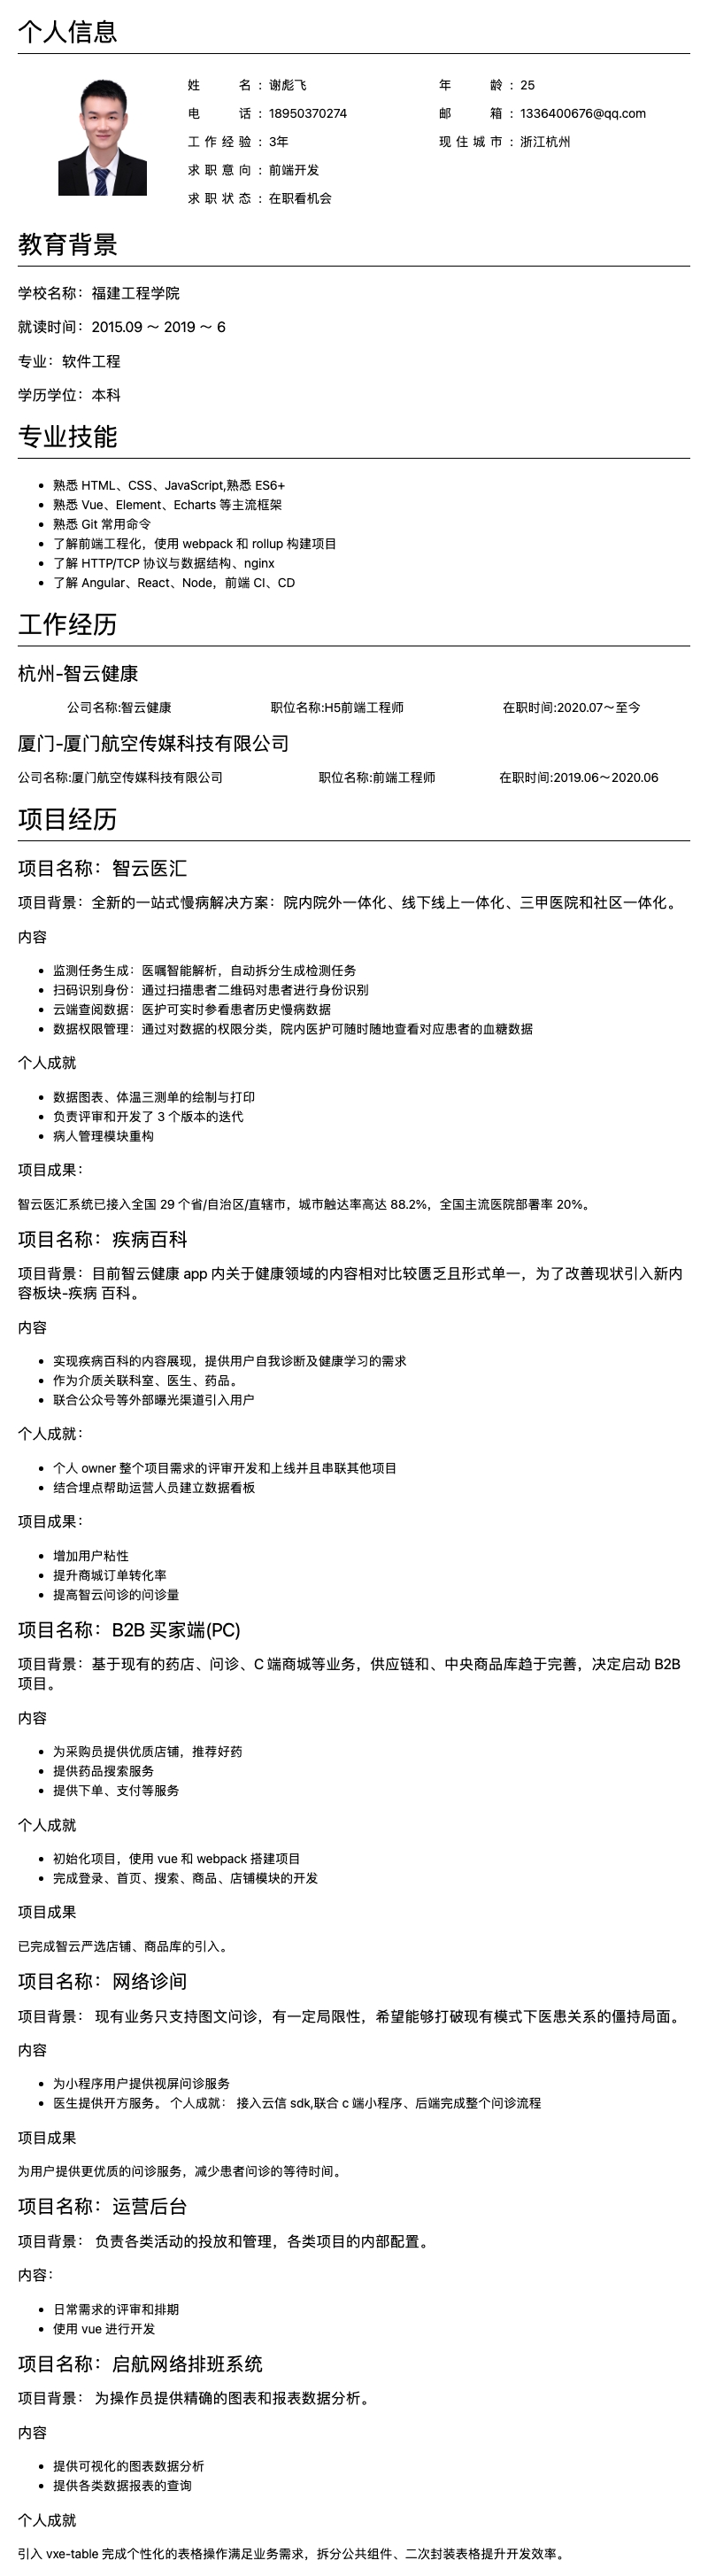 个人信息
姓名：谢彪飞 年龄：25
电话：18950370274 邮箱：1336400676@qq.com
工作经验：3年 现住城市：浙江杭州
求职意向：前端开发
求职状态：在职看机会
教育背景
学校名称：福建工程学院
就读时间：2015.09 ～ 2019 ～ 6
专业：软件工程
学历学位：本科
专业技能
熟悉 HTML、CSS、JavaScript,熟悉 ES6+
熟悉 Vue、Element、Echarts 等主流框架
熟悉 Git 常用命令
了解前端工程化，使用 webpack 和 rollup 构建项目
了解 HTTP/TCP 协议与数据结构、nginx
了解 Angular、React、Node，前端 CI、CD
工作经历
杭州-智云健康
公司名称:智云健康 职位名称:H5前端工程师 在职时间:2020.07～至今
厦门-厦门航空传媒科技有限公司
公司名称:厦门航空传媒科技有限公司 职位名称:前端工程师 在职时间:2019.06～2020.06
项目经历
项目名称：智云医汇
项目背景：全新的一站式慢病解决方案：院内院外一体化、线下线上一体化、三甲医院和社区一体化。
内容
监测任务生成：医嘱智能解析，自动拆分生成检测任务
扫码识别身份：通过扫描患者二维码对患者进行身份识别
云端查阅数据：医护可实时参看患者历史慢病数据
数据权限管理：通过对数据的权限分类，院内医护可随时随地查看对应患者的血糖数据
个人成就
数据图表、体温三测单的绘制与打印
负责评审和开发了 3 个版本的迭代
病人管理模块重构
项目成果：
智云医汇系统已接入全国 29 个省/自治区/直辖市，城市触达率高达 88.2%，全国主流医院部署率 20%。
项目名称：疾病百科
项目背景：目前智云健康 app 内关于健康领域的内容相对比较匮乏且形式单一，为了改善现状引入新内
容板块-疾病 百科。
内容
实现疾病百科的内容展现，提供用户自我诊断及健康学习的需求
作为介质关联科室、医生、药品。
联合公众号等外部曝光渠道引入用户
个人成就：
个人 owner 整个项目需求的评审开发和上线并且串联其他项目
结合埋点帮助运营人员建立数据看板
项目成果：
增加用户粘性
提升商城订单转化率
提高智云问诊的问诊量
项目名称：B2B 买家端(PC)
项目背景：基于现有的药店、问诊、C 端商城等业务，供应链和、中央商品库趋于完善，决定启动 B2B
项目。
内容
为采购员提供优质店铺，推荐好药
提供药品搜索服务
提供下单、支付等服务
个人成就
初始化项目，使用 vue 和 webpack 搭建项目
完成登录、首页、搜索、商品、店铺模块的开发
项目成果
已完成智云严选店铺、商品库的引入。
项目名称：网络诊间
项目背景： 现有业务只支持图文问诊，有一定局限性，希望能够打破现有模式下医患关系的僵持局面。
内容
为小程序用户提供视屏问诊服务
医生提供开方服务。 个人成就： 接入云信 sdk,联合 c 端小程序、后端完成整个问诊流程
项目成果
为用户提供更优质的问诊服务，减少患者问诊的等待时间。
项目名称：运营后台
项目背景： 负责各类活动的投放和管理，各类项目的内部配置。
内容：
日常需求的评审和排期
使用 vue 进行开发
项目名称：启航网络排班系统
项目背景： 为操作员提供精确的图表和报表数据分析。
内容
提供可视化的图表数据分析
提供各类数据报表的查询
个人成就
引入 vxe-table 完成个性化的表格操作满足业务需求，拆分公共组件、二次封装表格提升开发效率。